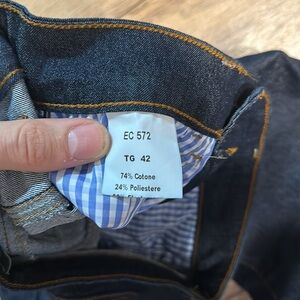 EC 572
TG 42
74% Cotone
24% Poliestere